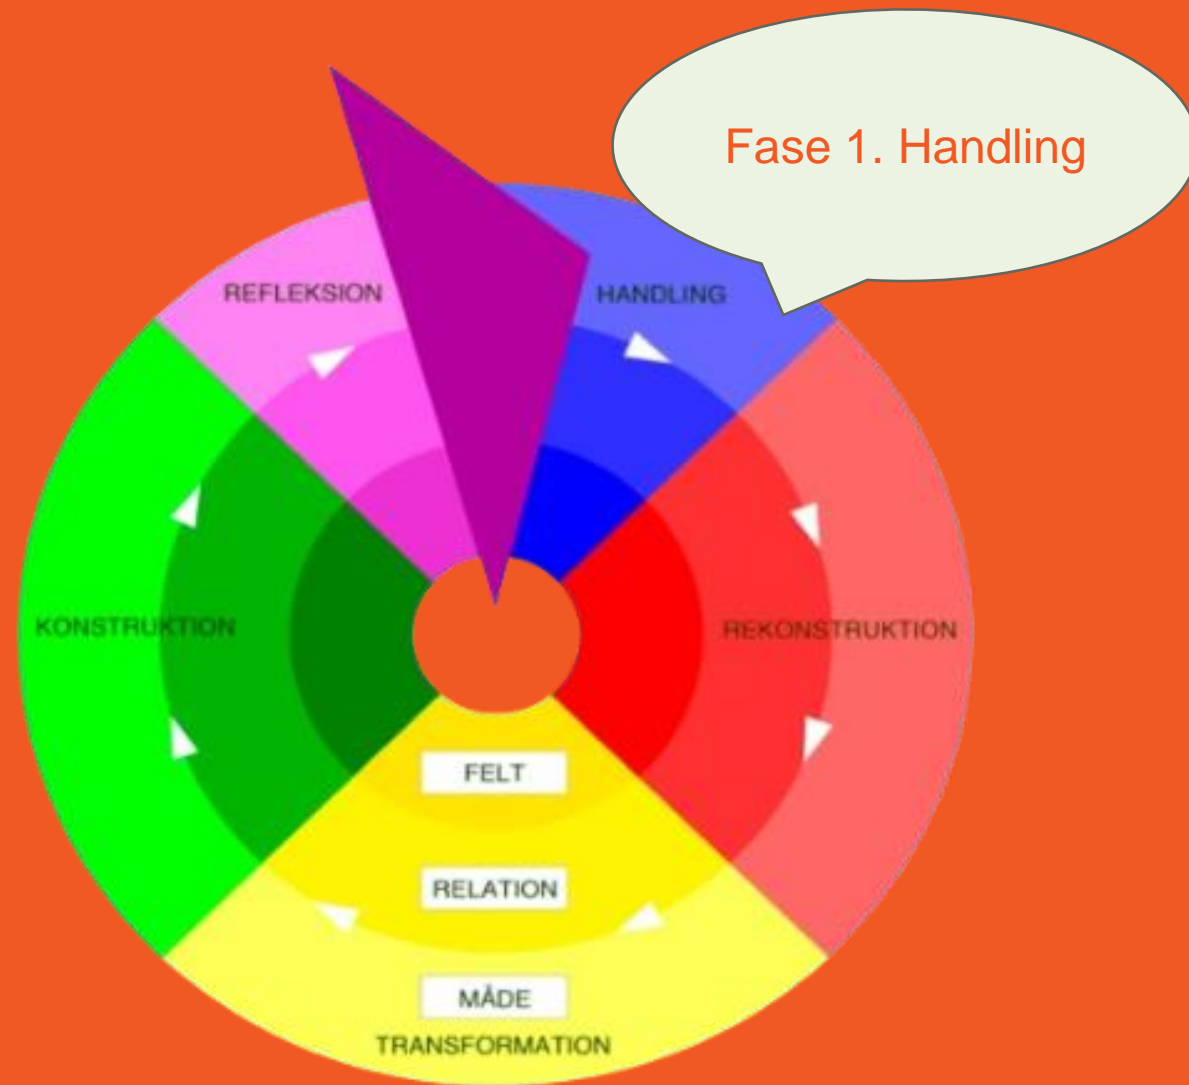 Fase 1. Handling
REFLEKSION
HANDLING
KONSTRUKTION
REKONSTRUKTION
FELT
RELATION
MÅDE
TRANSFORMATION